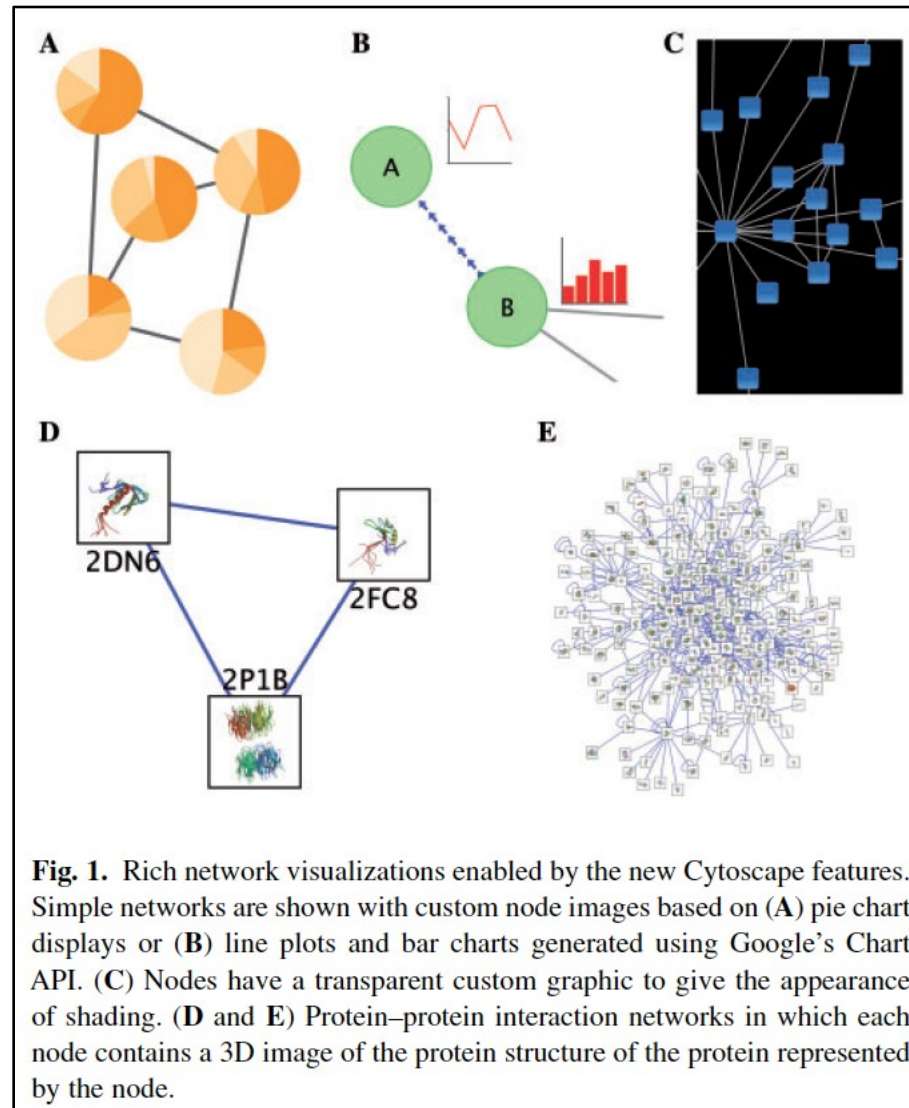 A
B
C
A
B
D
E
2DN6
2FC8
2P1B
Fig. 1. Rich network visualizations enabled by the new Cytoscape features.
Simple networks are shown with custom node images based on (A) pie chart
displays or (B) line plots and bar charts generated using Google's Chart
API. (C) Nodes have a transparent custom graphic to give the appearance
of shading. (D and E) Protein–protein interaction networks in which each
node contains a 3D image of the protein structure of the protein represented
by the node.